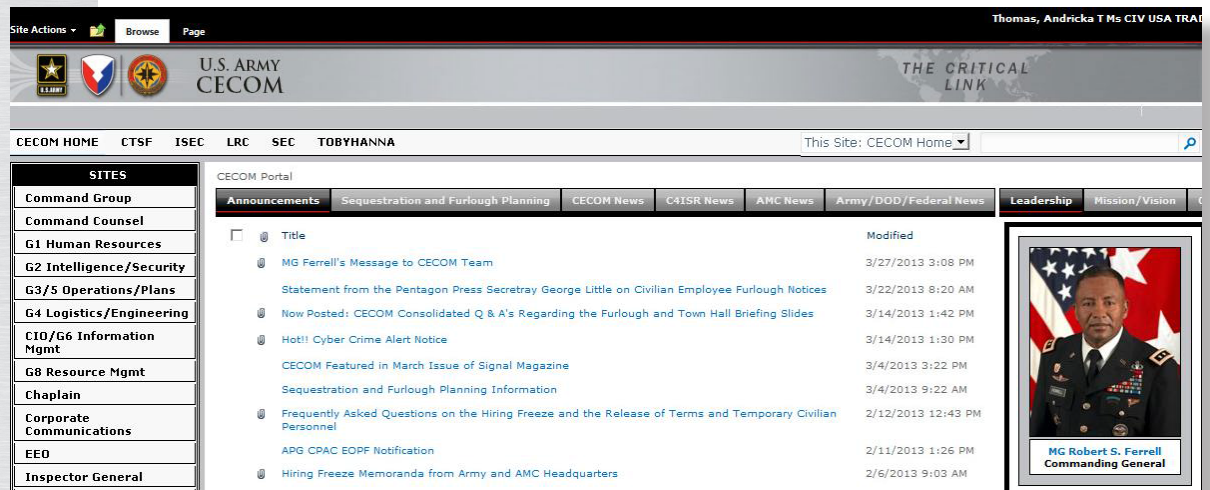 Site Actions
Browse
Page
Thomas, Andricka T Ms CIV USA
U.S. ARMY
U.S. ARMY
CECOM
THE CRITICAL
LINK
CECOM HOME CTSF ISEC LRC SEC TOBYHANNA
This Site: CECOM Home
SITES
Command Group
Command Counsel
G1 Human Resources
G2 Intelligence/Security
G3/5 Operations/Plans
G4 Logistics/Engineering
CIO/G6 Information
Mgmt
G8 Resource Mgmt
Chaplain
Corporate
Communications
EEO
Inspector General
CECOM Portal
Announcements Sequestration and Furlough Planning CECOM News C4ISR News AMC News Army/DOD/Federal News
Title Modified
MG Ferrell's Message to CECOM Team 3/27/2013 3:08 PM
Statement from the Pentagon Press Secretray George Little on Civilian Employee Furlough Notices 3/22/2013 8:20 AM
Now Posted: CECOM Consolidated Q & A's Regarding the Furlough and Town Hall Briefing Slides 3/14/2013 1:42 PM
Hot!! Cyber Crime Alert Notice 3/14/2013 1:30 PM
CECOM Featured in March Issue of Signal Magazine 3/4/2013 3:22 PM
Sequestration and Furlough Planning Information 3/4/2013 9:22 AM
Frequently Asked Questions on the Hiring Freeze and the Release of Terms and Temporary Civilian 2/12/2013 12:43 PM
Personnel
APG CPAC EOPF Notification 2/11/2013 1:26 PM
Hiring Freeze Memoranda from Army and AMC Headquarters 2/6/2013 9:03 AM
Leadership Mission/Vision
MG Robert S. Ferrell
Commanding General